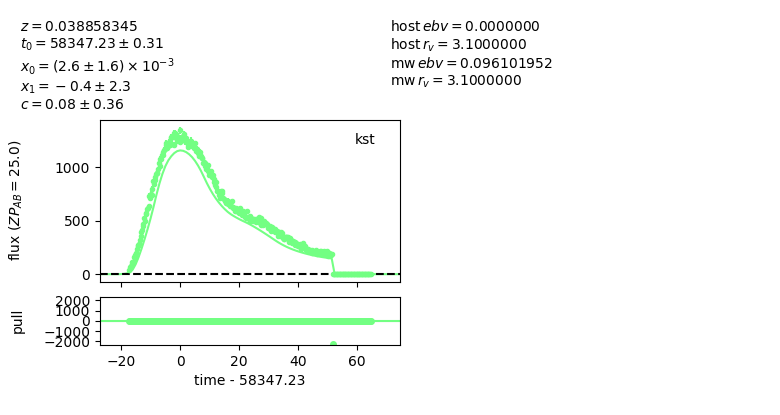 z = 0.038858345
t₀ = 58347.23 ± 0.31
x₀ = (2.6 ± 1.6) × 10⁻³
x₁ = −0.4 ± 2.3
c = 0.08 ± 0.36
host ebv = 0.0000000
host r_v = 3.1000000
mw ebv = 0.096101952
mw r_v = 3.1000000
kst
flux (ZP_AB = 25.0)
1000
500
0
pull
2000
1000
0
−1000
−2000
−20 0 20 40 60
time - 58347.23